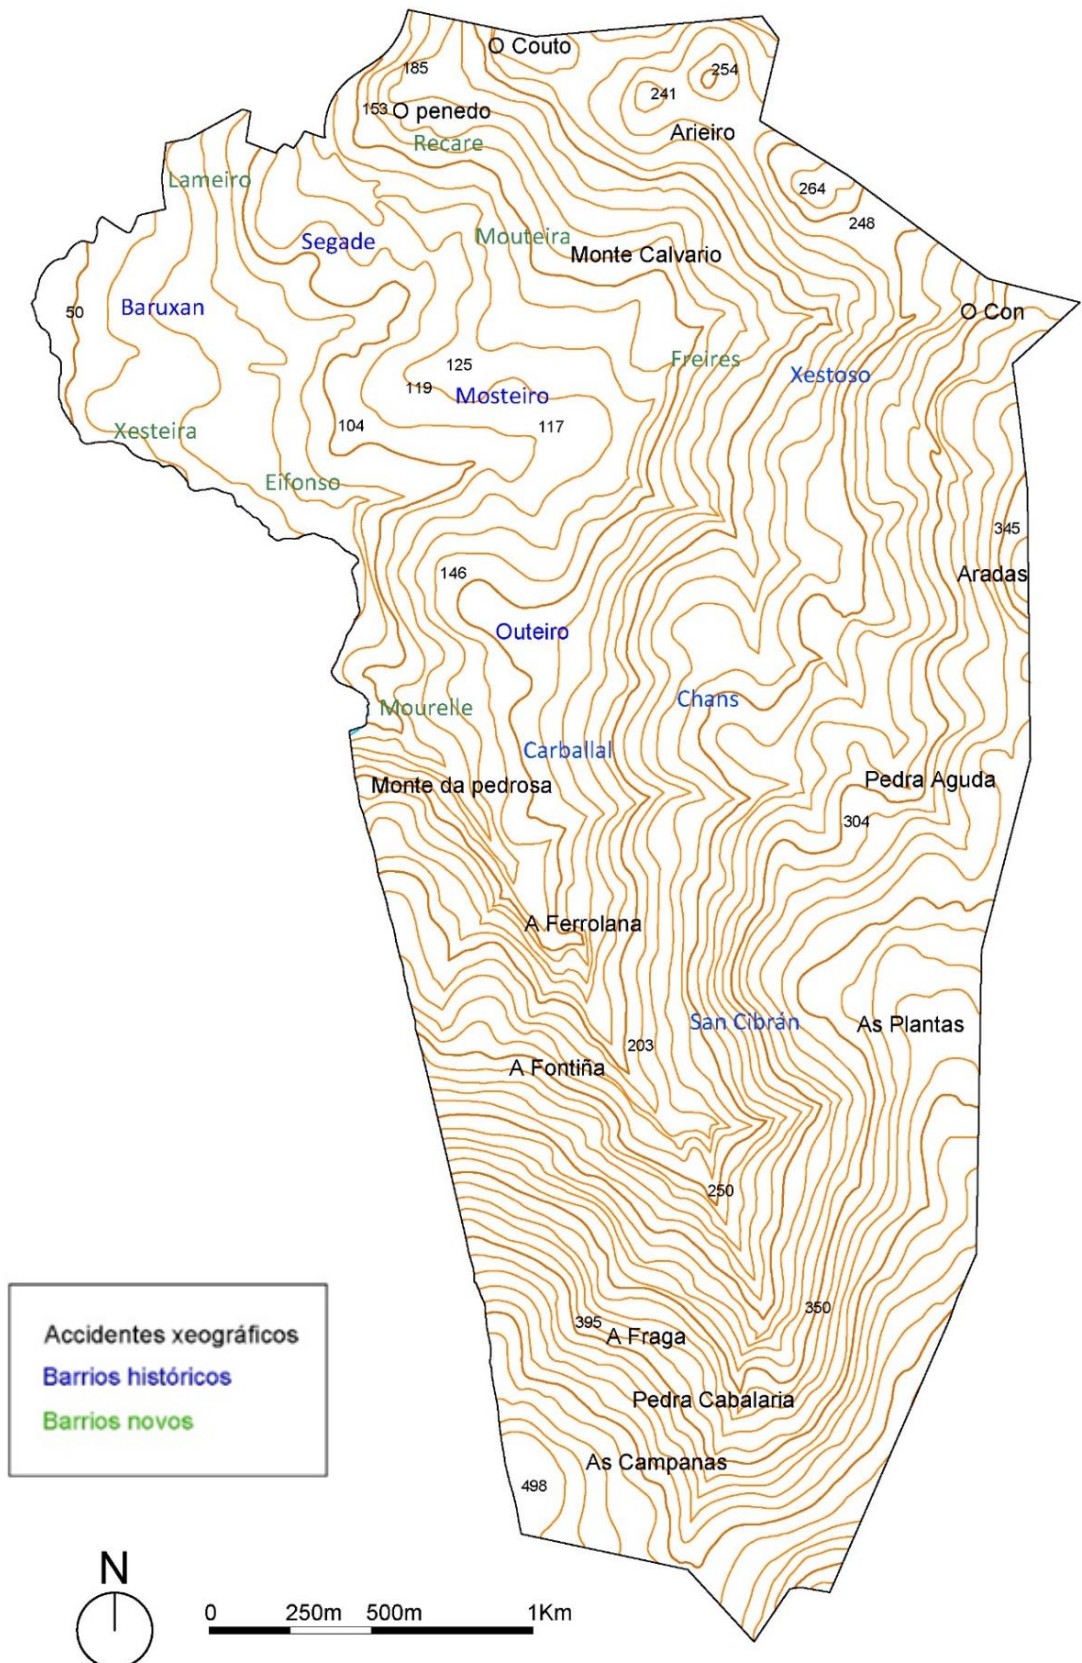 O Couto
185
254
241
153
O penedo
Arieiro
Recare
Lameiro
264
248
Segade
Mouteira
Monte Calvario
50
Baruxan
O Con
Freires
125
Xestoso
119
Mosteiro
104
117
Xesteira
Eifonso
345
146
Aradas
Outeiro
Chans
Mourelle
Carballal
Monte da pedrosa
Pedra Aguda
304
A Ferrolana
San Cibrán
As Plantas
203
A Fontiña
250
350
395
A Fraga
Pedra Cabalaria
As Campanas
498
Accidentes xeográficos
Barrios históricos
Barrios novos
N
0 250m 500m 1Km